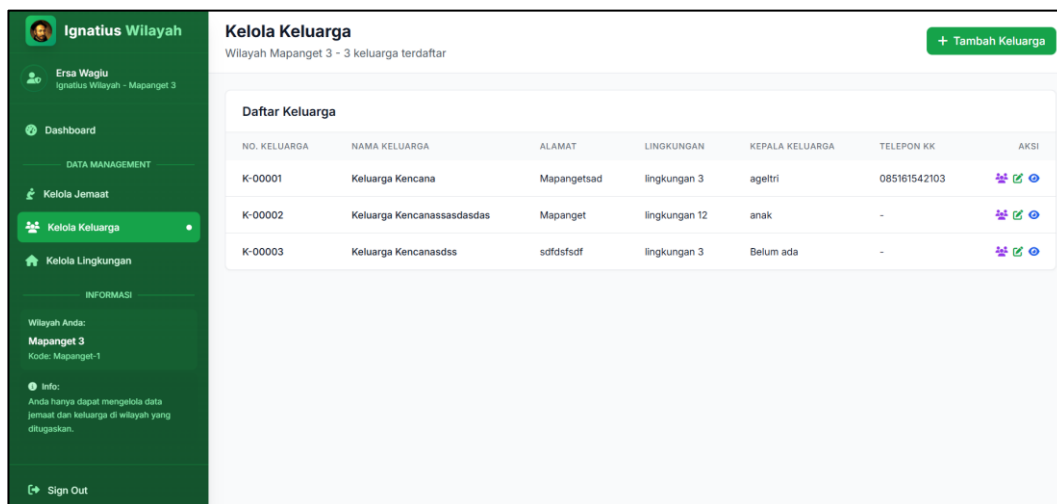 Ignatius Wilayah
Ersa Wagiu
Ignatius Wilayah - Mapanget 3
Dashboard
DATA MANAGEMENT
Kelola Jemaat
Kelola Keluarga
Kelola Lingkungan
INFORMASI
Wilayah Anda:
Mapanget 3
Kode: Mapanget-1
Info:
Anda hanya dapat mengelola data
jemaat dan keluarga di wilayah yang
ditugaskan.
Sign Out
Kelola Keluarga
Wilayah Mapanget 3 - 3 keluarga terdaftar
+ Tambah Keluarga
Daftar Keluarga
NO. KELUARGA NAMA KELUARGA ALAMAT LINGKUNGAN KEPALA KELUARGA TELEPON KK AKSI
K-00001 Keluarga Kencana Mapangetsad lingkungan 3 ageltri 085161542103
K-00002 Keluarga Kencanassasdasdas Mapanget lingkungan 12 anak -
K-00003 Keluarga Kencanasdss sdfdsfsdf lingkungan 3 Belum ada -